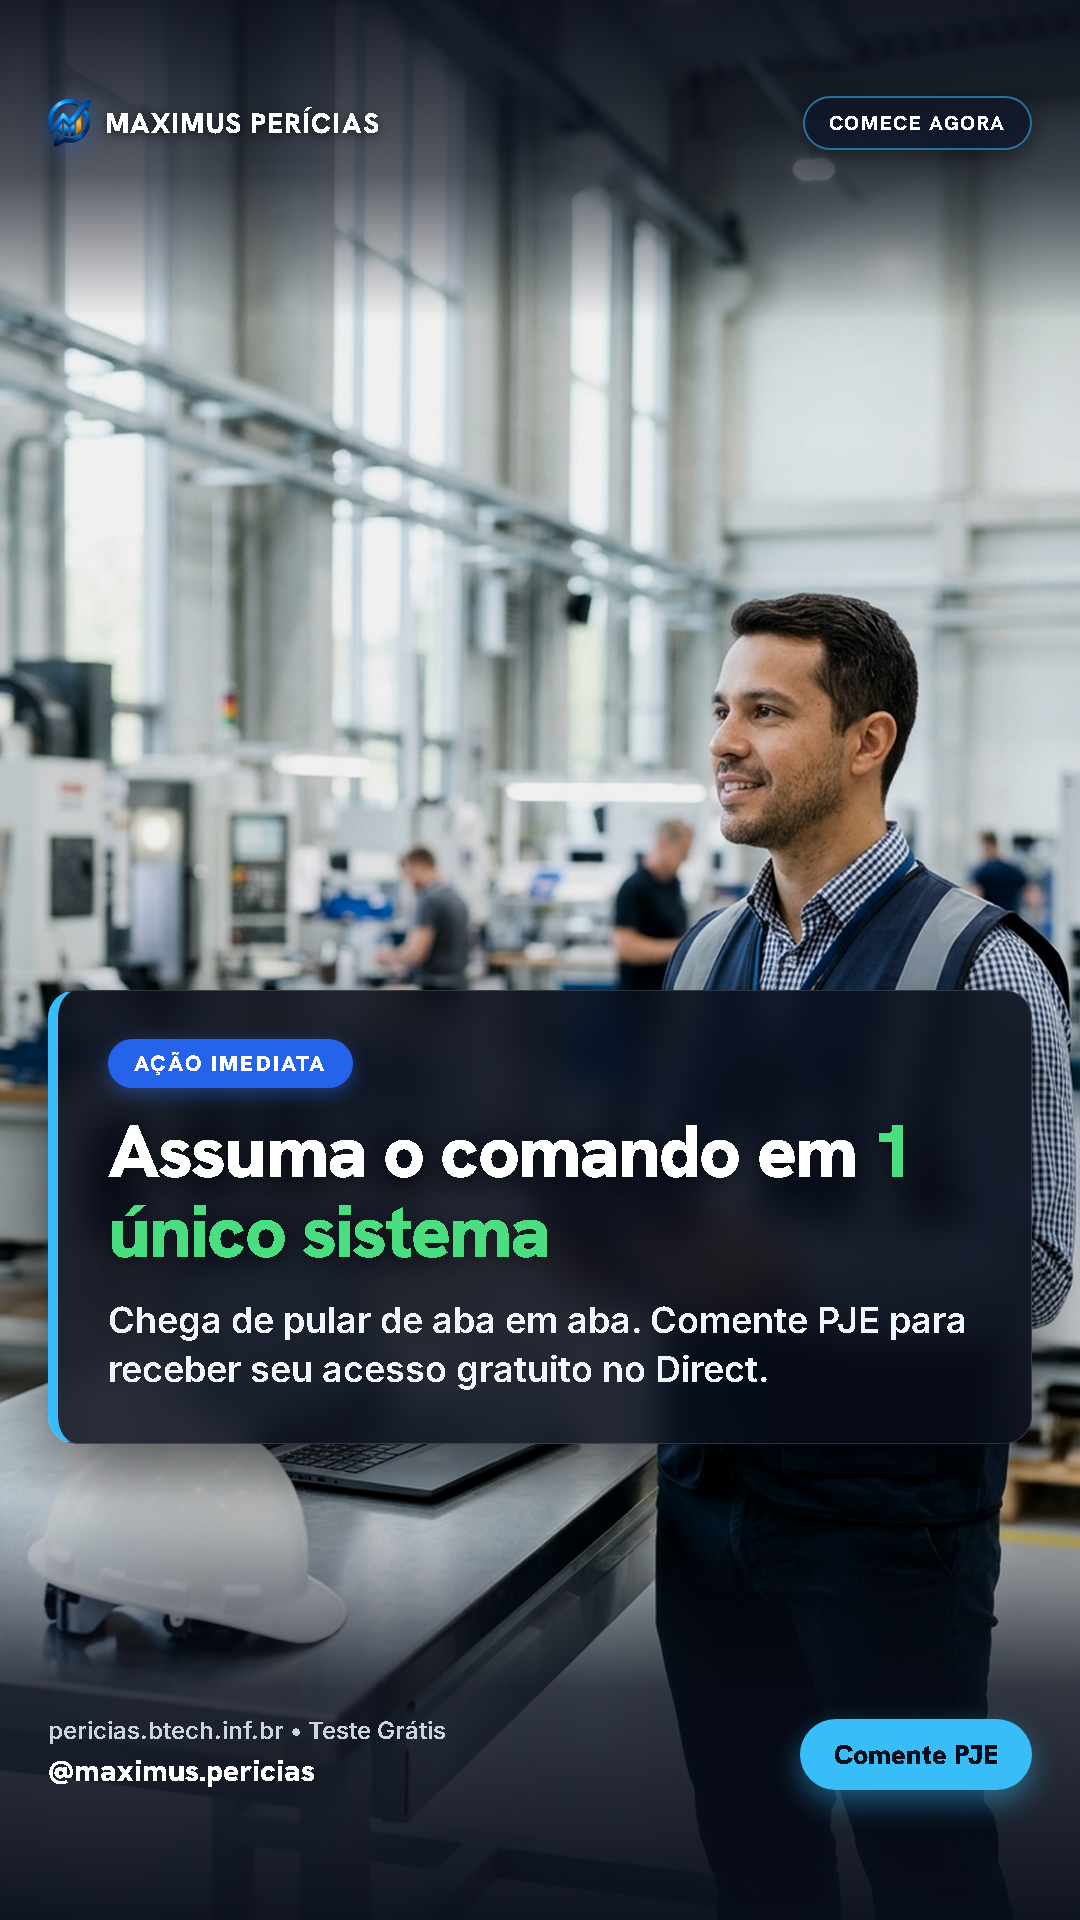 MAXIMUS PERÍCIAS
COMECE AGORA
AÇÃO IMEDIATA
Assuma o comando em 1
único sistema
Chega de pular de aba em aba. Comente PJE para
receber seu acesso gratuito no Direct.
pericias.btech.inf.br • Teste Grátis
@maximus.pericias
Comente PJE